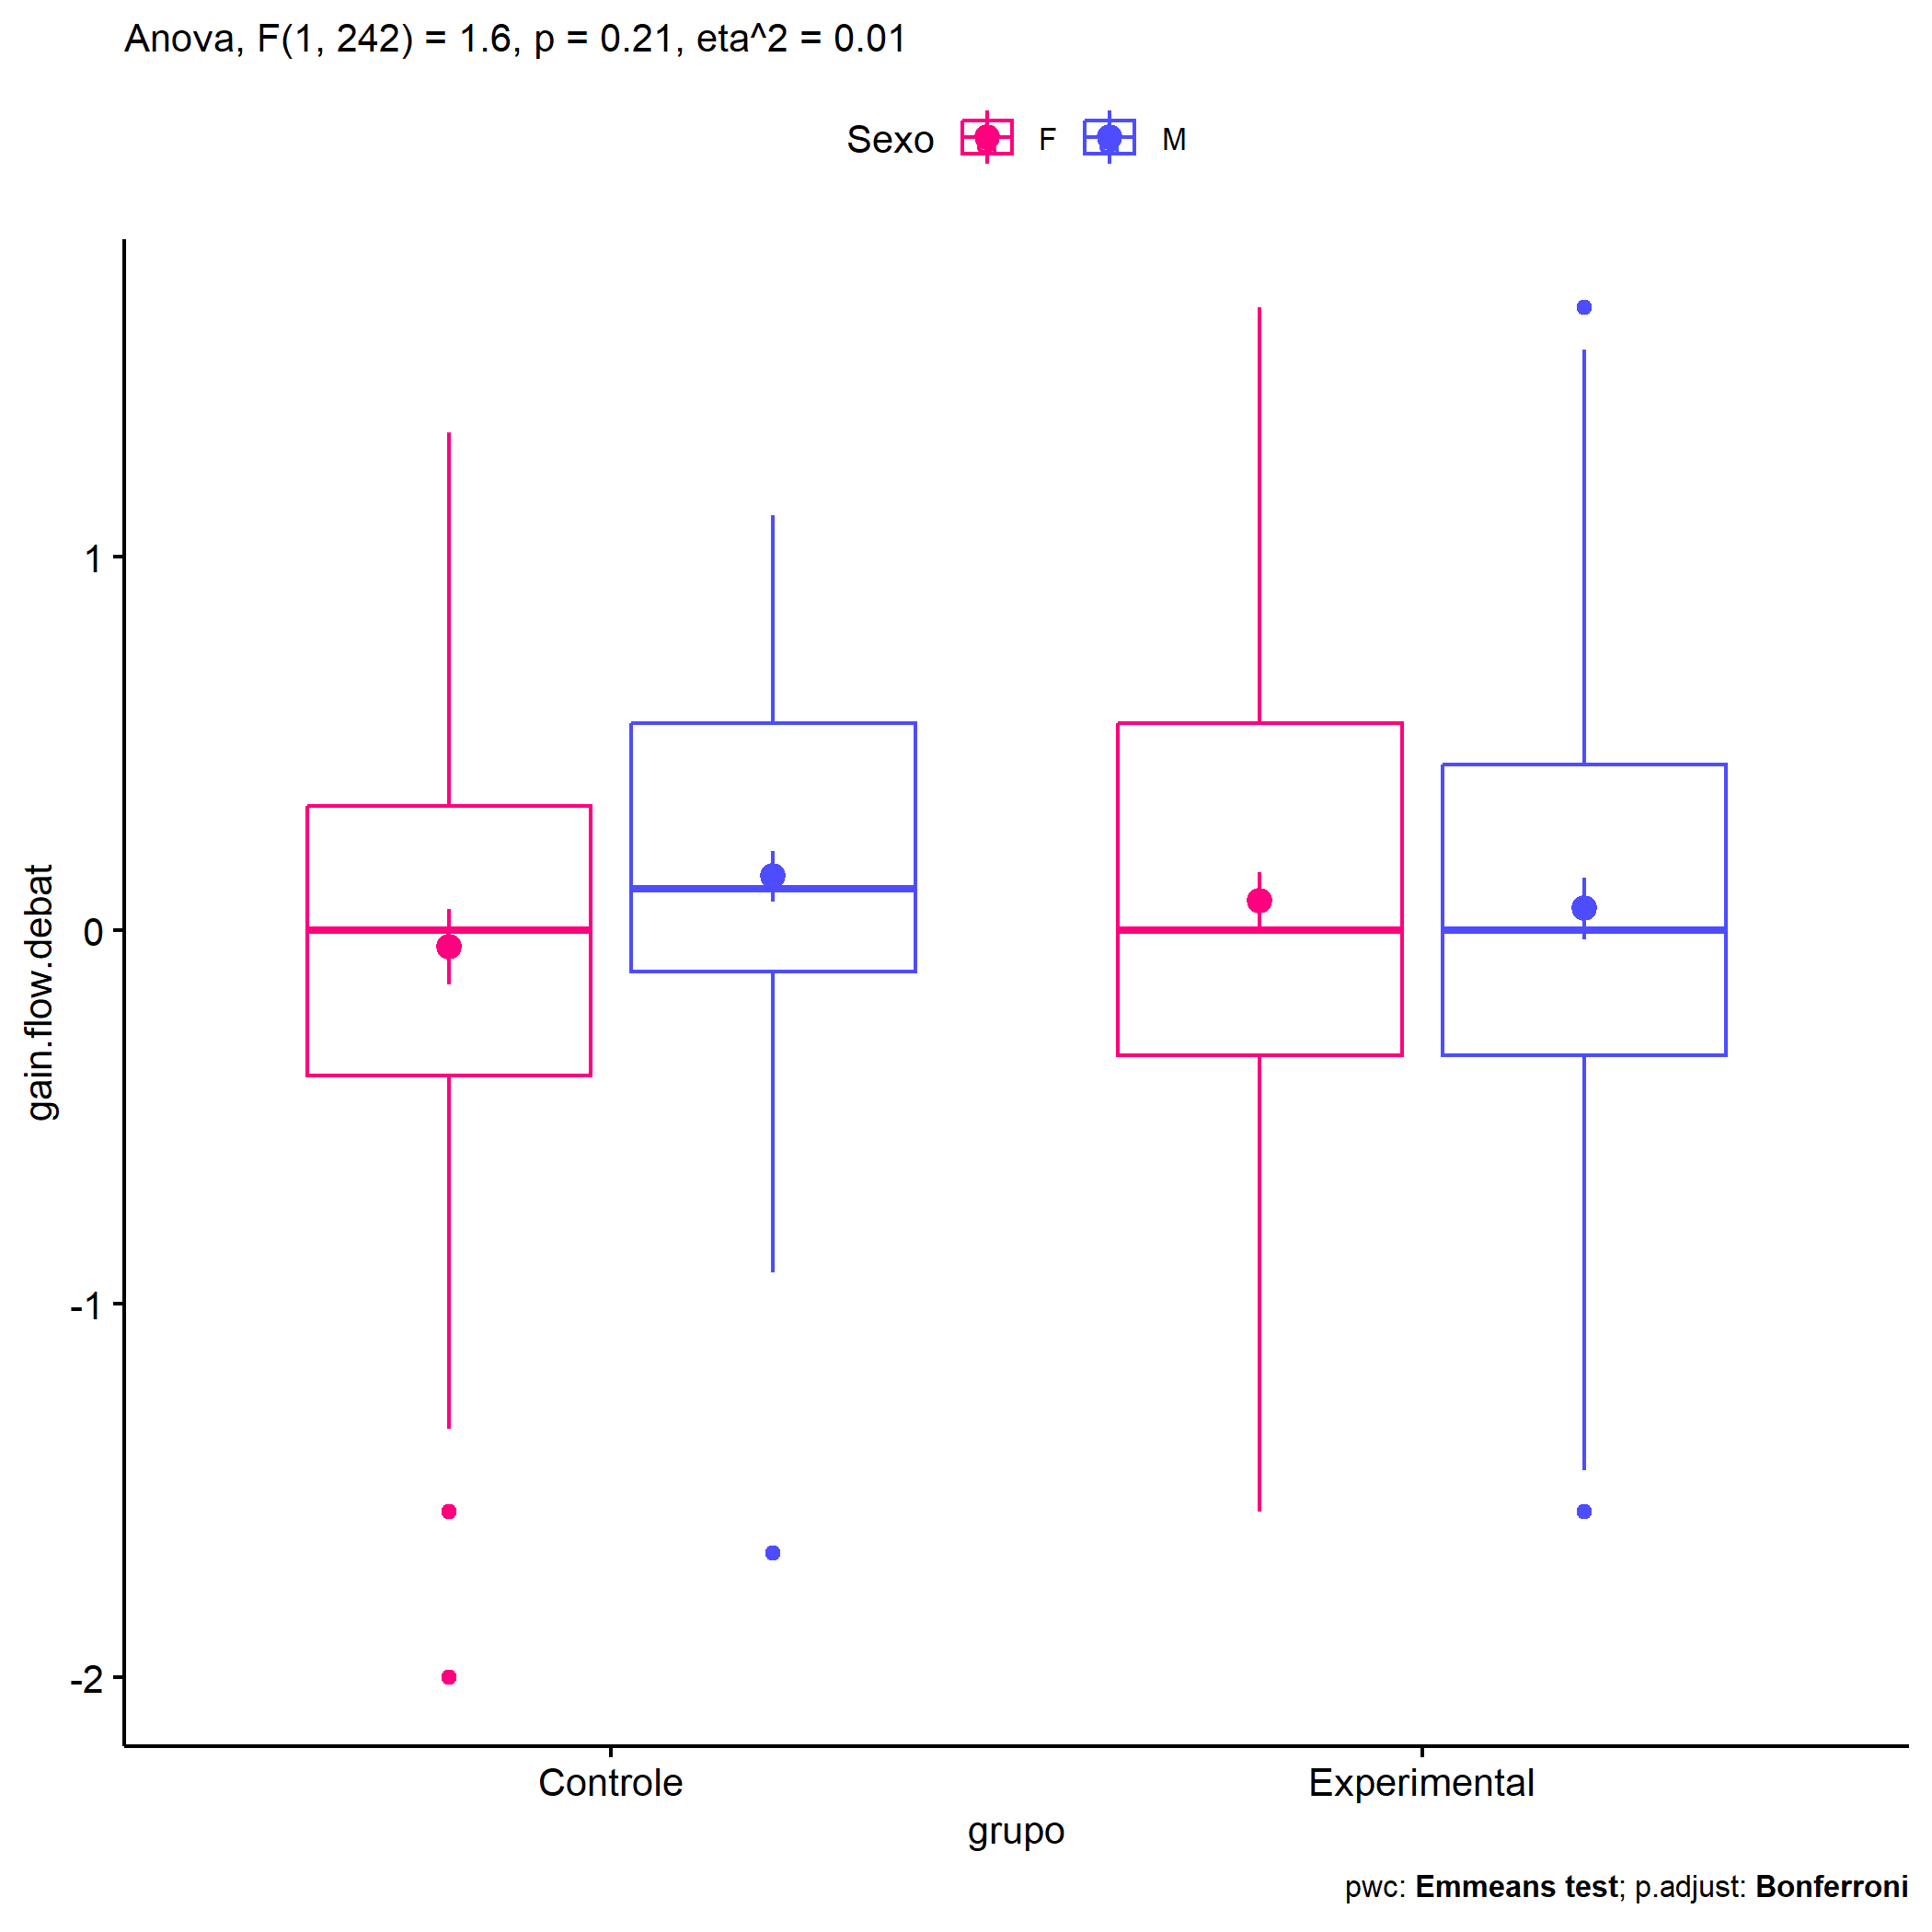 Anova, F(1, 242) = 1.6, p = 0.21, eta^2 = 0.01
Sexo F M
gain.flow.debat
1
0
-1
-2
Controle Experimental
grupo
pwc: Emmeans test; p.adjust: Bonferroni